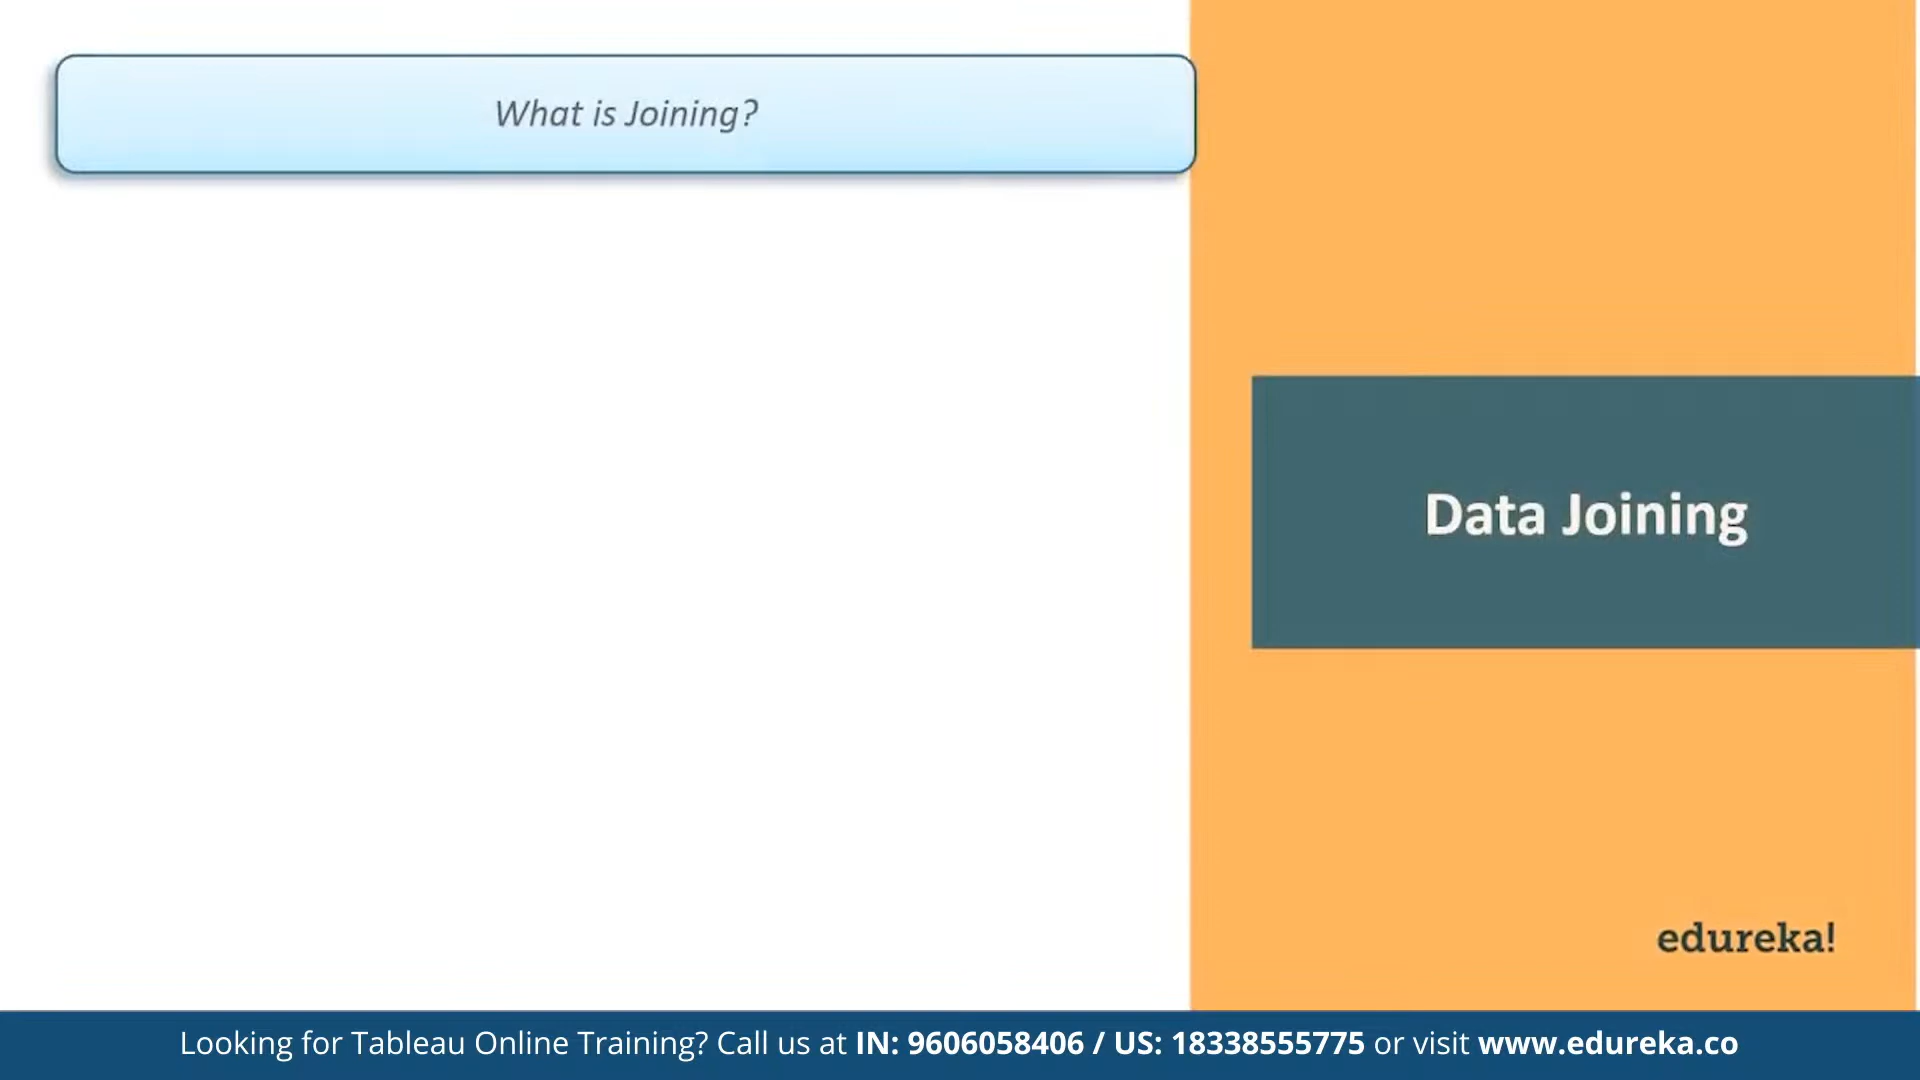 What is Joining?
Data Joining
edureka!
Looking for Tableau Online Training? Call us at IN: 9606058406 / US: 18338555775 or visit www.edureka.co